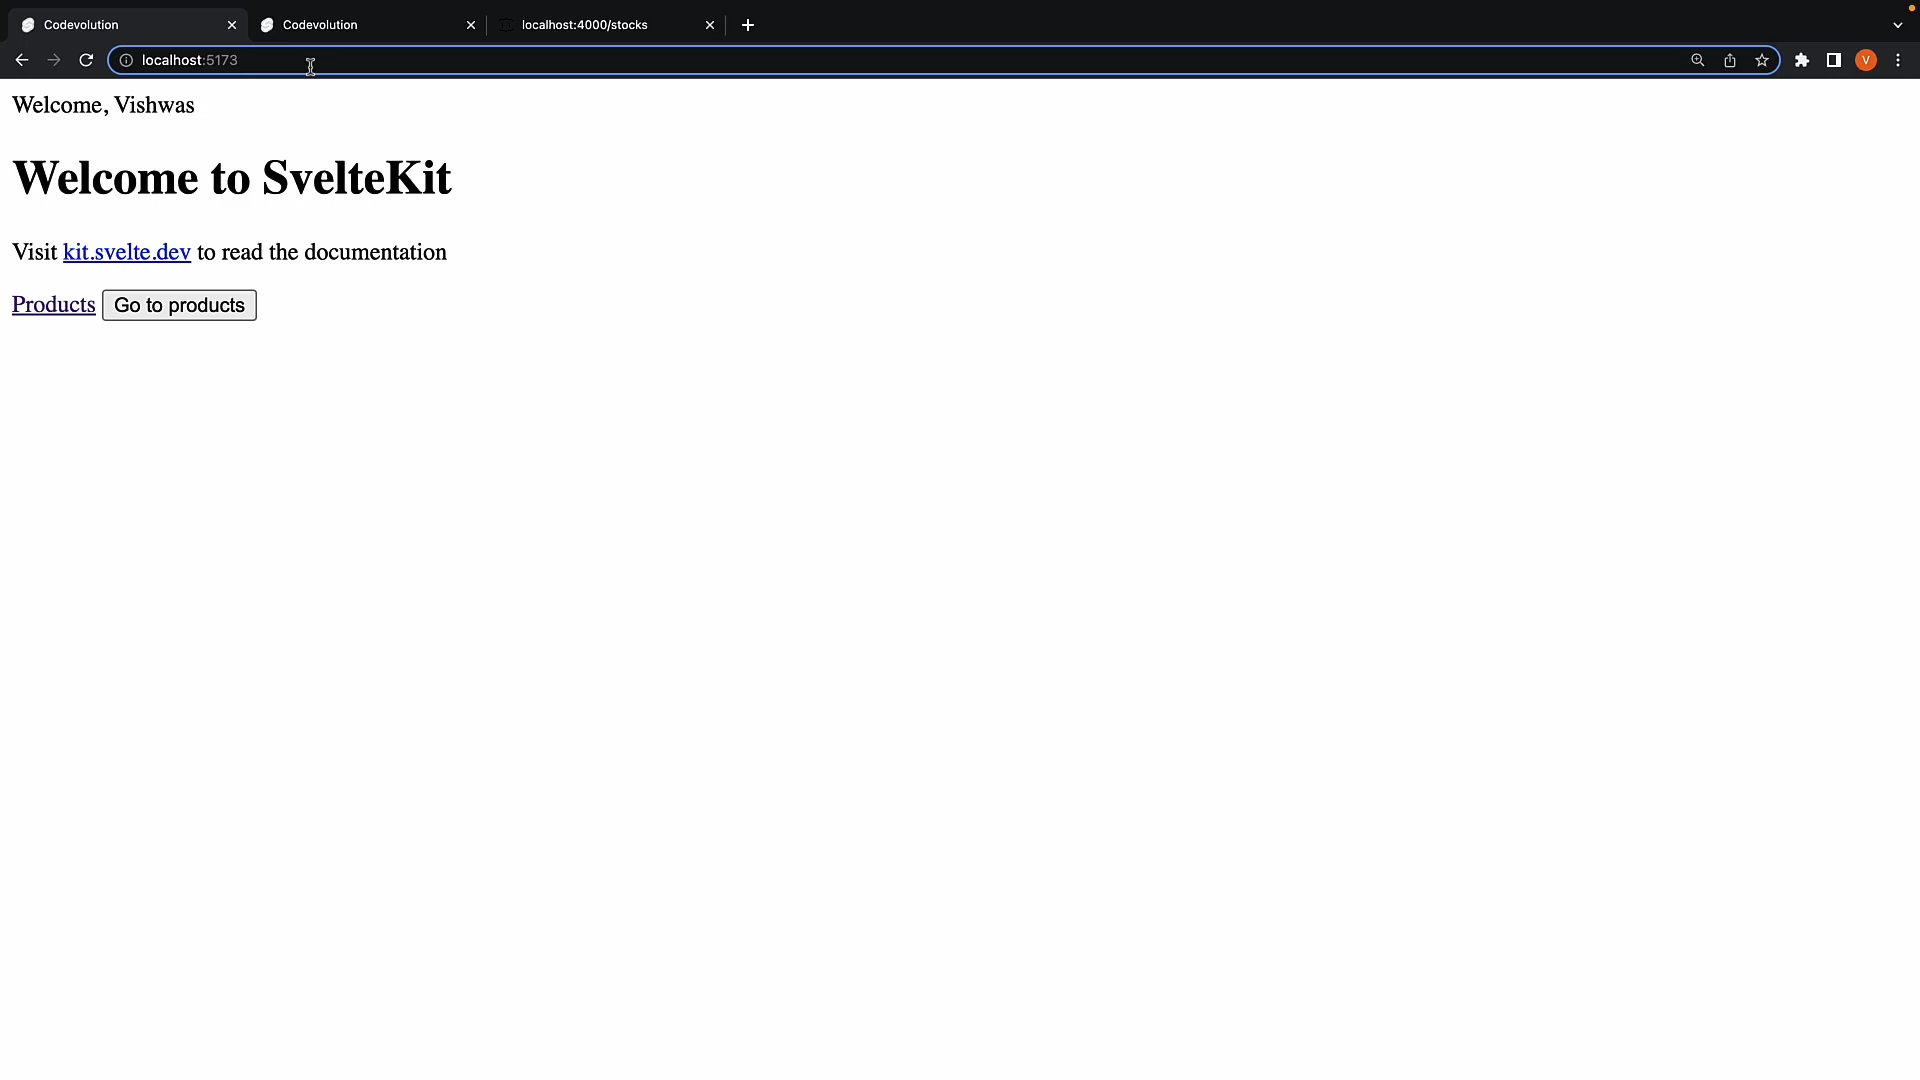 Codevolution
Codevolution
localhost:4000/stocks
localhost:5173
V
Welcome, Vishwas
Welcome to SvelteKit
Visit kit.svelte.dev to read the documentation
Products Go to products